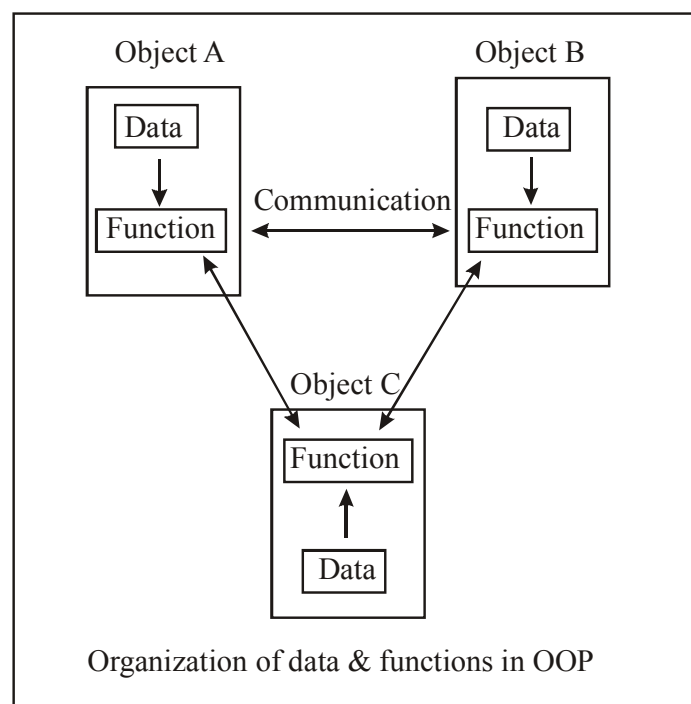 Object A
Object B
Data
Data
Communication
Function
Function
Object C
Function
Data
Organization of data & functions in OOP